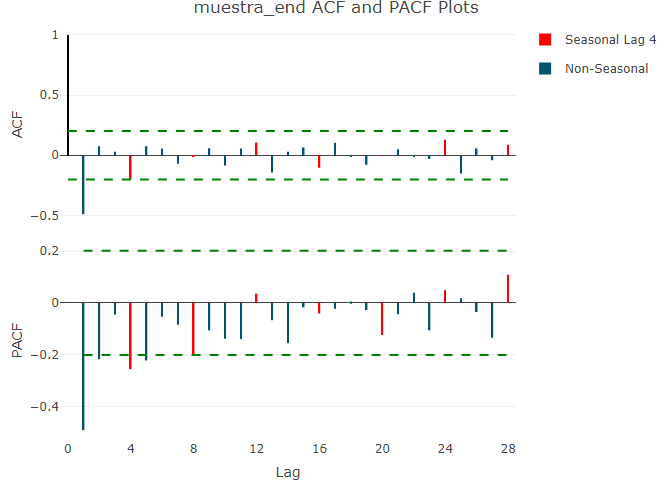 muestra_end ACF and PACF Plots
Seasonal Lag 4
Non-Seasonal
ACF
1
0.5
0
−0.5
PACF
0.2
0
−0.2
−0.4
0 4 8 12 16 20 24 28
Lag